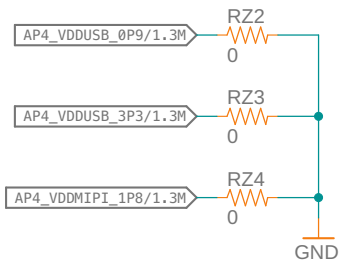 RZ2
AP4_VDDUSB_0P9/1.3M
0
RZ3
AP4_VDDUSB_3P3/1.3M
0
RZ4
AP4_VDDMIPI_1P8/1.3M
0
GND